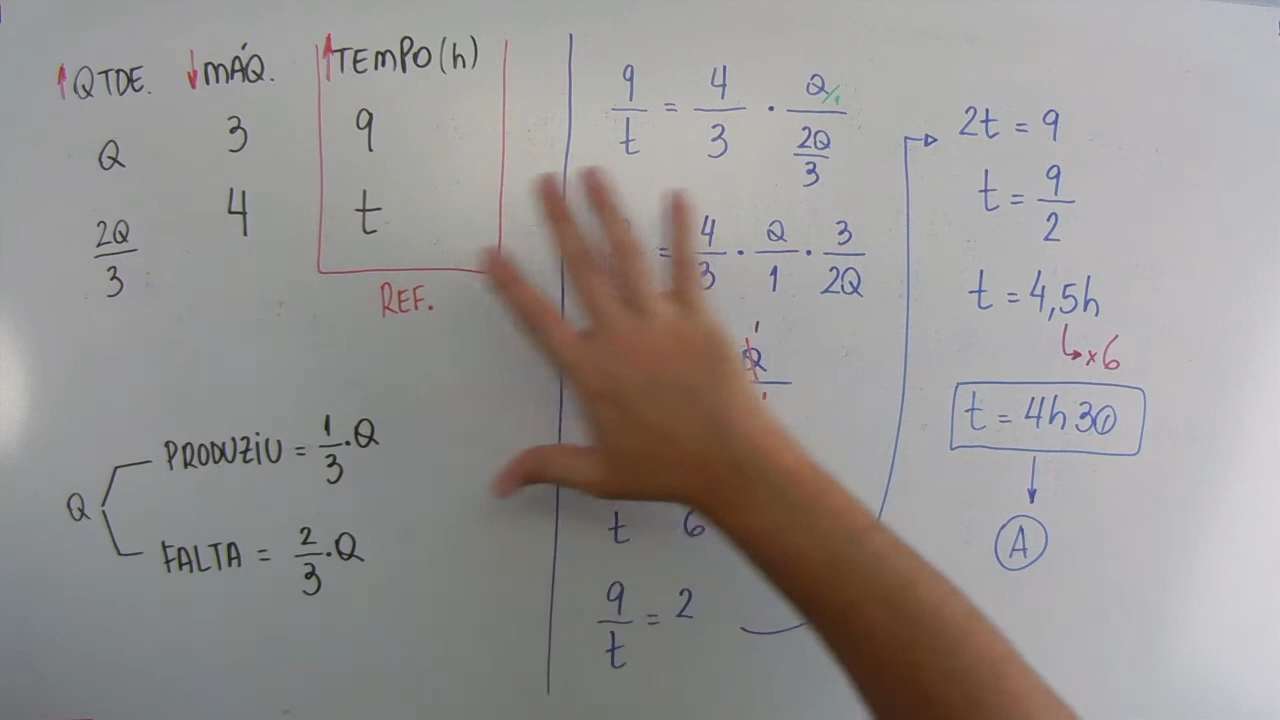 ↑QTDE. ↓MÁQ. ↑TEMPO(h)
Q 3 9
2Q/3 4 t
REF.
Q
PRODUZIU = 1/3 · Q
FALTA = 2/3 · Q
9/t = 4/3 · Q/1 / 2Q/3
= 4/3 · Q/1 · 3/2Q
t 6
9/t = 2
2t = 9
t = 9/2
t = 4,5h
↳×6
t = 4h30
A